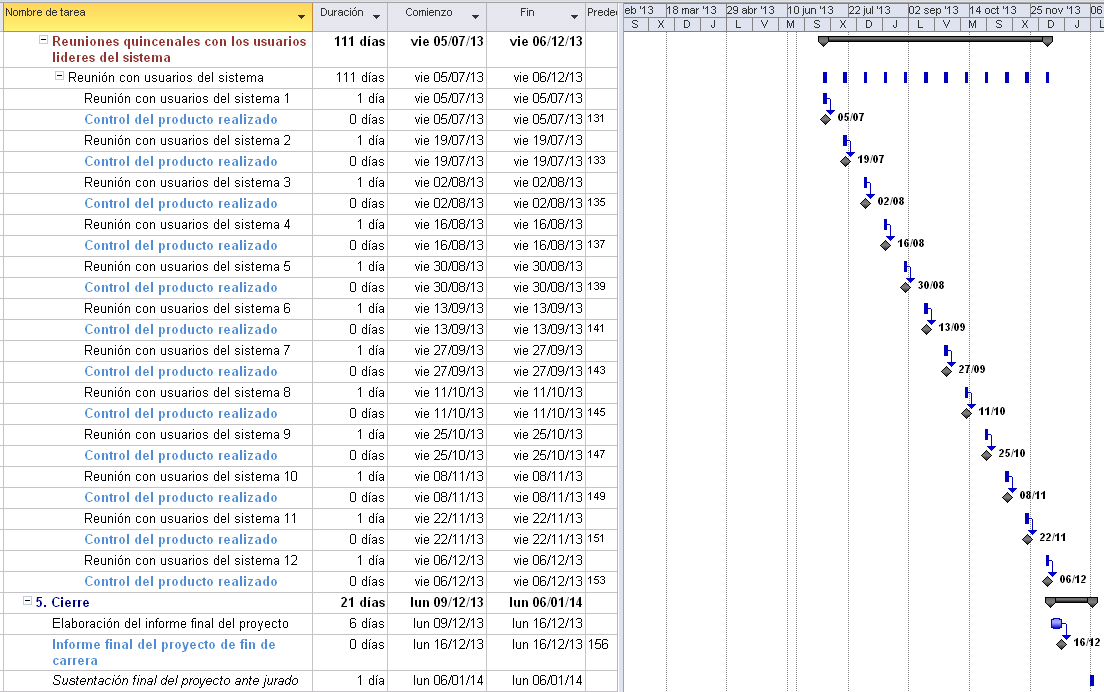 Nombre de tarea Duración Comienzo Fin Predec
eb '13 18 mar '13 29 abr '13 10 jun '13 22 jul '13 02 sep '13 14 oct '13 25 nov '13 06
S X D J L V M S X D J L V M S X D J L
Reuniones quincenales con los usuarios 111 días vie 05/07/13 vie 06/12/13
lideres del sistema
Reunión con usuarios del sistema 111 días vie 05/07/13 vie 06/12/13
Reunión con usuarios del sistema 1 1 día vie 05/07/13 vie 05/07/13
Control del producto realizado 0 días vie 05/07/13 vie 05/07/13 131 05/07
Reunión con usuarios del sistema 2 1 día vie 19/07/13 vie 19/07/13
Control del producto realizado 0 días vie 19/07/13 vie 19/07/13 133 19/07
Reunión con usuarios del sistema 3 1 día vie 02/08/13 vie 02/08/13
Control del producto realizado 0 días vie 02/08/13 vie 02/08/13 135 02/08
Reunión con usuarios del sistema 4 1 día vie 16/08/13 vie 16/08/13
Control del producto realizado 0 días vie 16/08/13 vie 16/08/13 137 16/08
Reunión con usuarios del sistema 5 1 día vie 30/08/13 vie 30/08/13
Control del producto realizado 0 días vie 30/08/13 vie 30/08/13 139 30/08
Reunión con usuarios del sistema 6 1 día vie 13/09/13 vie 13/09/13
Control del producto realizado 0 días vie 13/09/13 vie 13/09/13 141 13/09
Reunión con usuarios del sistema 7 1 día vie 27/09/13 vie 27/09/13
Control del producto realizado 0 días vie 27/09/13 vie 27/09/13 143 27/09
Reunión con usuarios del sistema 8 1 día vie 11/10/13 vie 11/10/13
Control del producto realizado 0 días vie 11/10/13 vie 11/10/13 145 11/10
Reunión con usuarios del sistema 9 1 día vie 25/10/13 vie 25/10/13
Control del producto realizado 0 días vie 25/10/13 vie 25/10/13 147 25/10
Reunión con usuarios del sistema 10 1 día vie 08/11/13 vie 08/11/13
Control del producto realizado 0 días vie 08/11/13 vie 08/11/13 149 08/11
Reunión con usuarios del sistema 11 1 día vie 22/11/13 vie 22/11/13
Control del producto realizado 0 días vie 22/11/13 vie 22/11/13 151 22/11
Reunión con usuarios del sistema 12 1 día vie 06/12/13 vie 06/12/13
Control del producto realizado 0 días vie 06/12/13 vie 06/12/13 153 06/12
5. Cierre 21 días lun 09/12/13 lun 06/01/14
Elaboración del informe final del proyecto 6 días lun 09/12/13 lun 16/12/13
Informe final del proyecto de fin de 0 días lun 16/12/13 lun 16/12/13 156 16/12
carrera
Sustentación final del proyecto ante jurado 1 día lun 06/01/14 lun 06/01/14